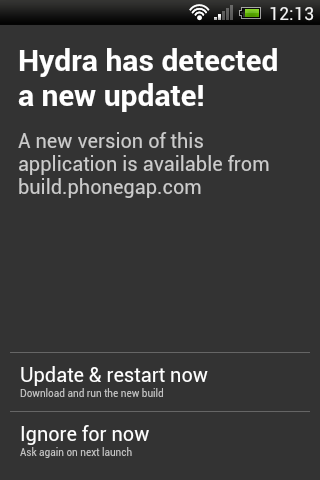 12:13
Hydra has detected
a new update!
A new version of this
application is available from
build.phonegap.com
Update & restart now
Download and run the new build
Ignore for now
Ask again on next launch